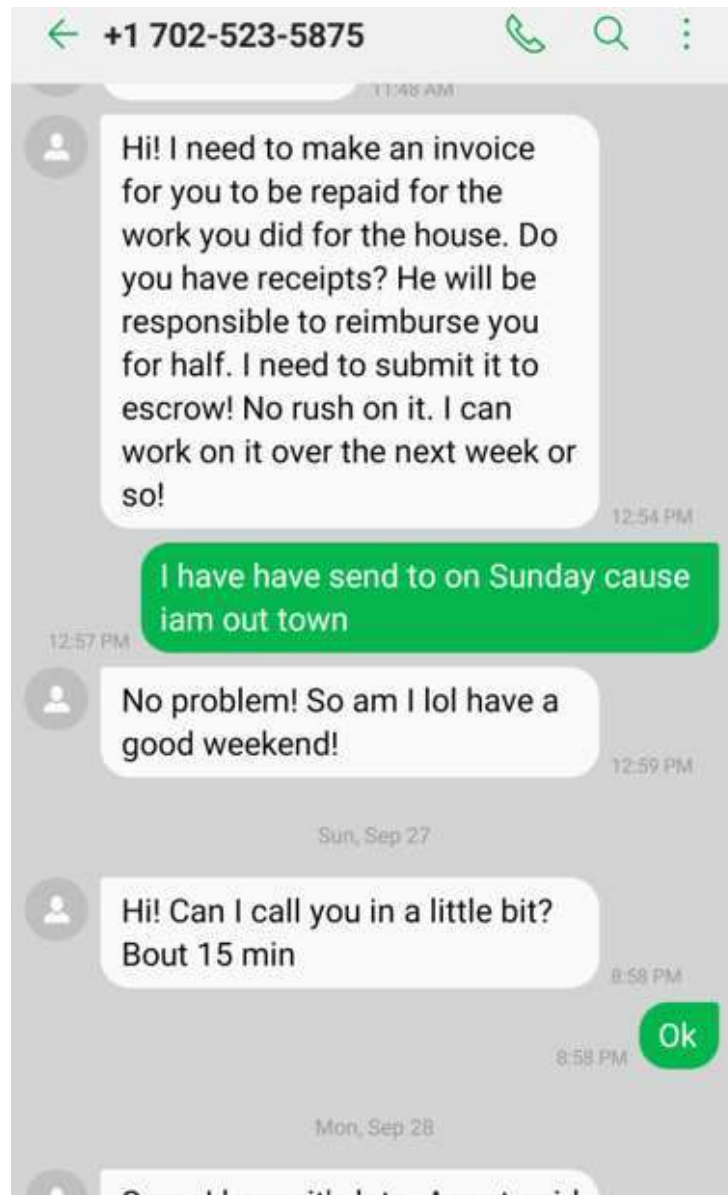 +1 702-523-5875
11:48 AM
Hi! I need to make an invoice
for you to be repaid for the
work you did for the house. Do
you have receipts? He will be
responsible to reimburse you
for half. I need to submit it to
escrow! No rush on it. I can
work on it over the next week or
so!
12:54 PM
I have have send to on Sunday cause
iam out town
12:57 PM
No problem! So am I lol have a
good weekend!
12:59 PM
Sun, Sep 27
Hi! Can I call you in a little bit?
Bout 15 min
8:58 PM
Ok
8:58 PM
Mon, Sep 28